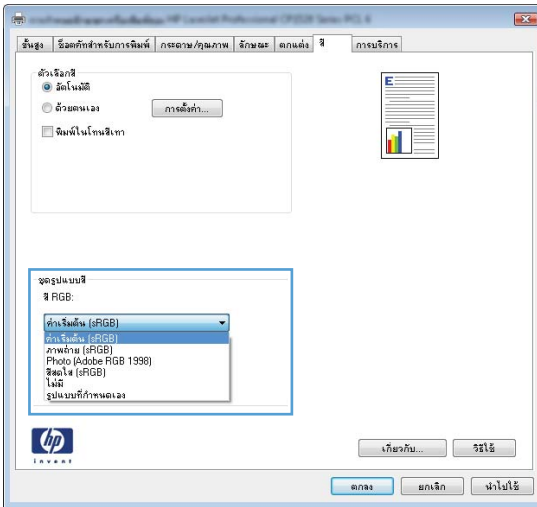 HP LaserJet Professional CP3528 Series PCL 6
ขั้นสูง
ช็อตคัทสำหรับการพิมพ์
กระดาษ/คุณภาพ
ลักษณะ
ตกแต่ง
สี
การบริการ
ตัวเลือกสี
อัตโนมัติ
ด้วยตนเอง
การตั้งค่า...
พิมพ์ในโทนสีเทา
E
ชุดรูปแบบสี
สี RGB:
ค่าเริ่มต้น (sRGB)
ค่าเริ่มต้น (sRGB)
ภาพถ่าย (sRGB)
Photo (Adobe RGB 1998)
สีสดใส (sRGB)
ไม่มี
รูปแบบที่กำหนดเอง
hp
invent
เกี่ยวกับ...
วิธีใช้
ตกลง
ยกเลิก
นำไปใช้